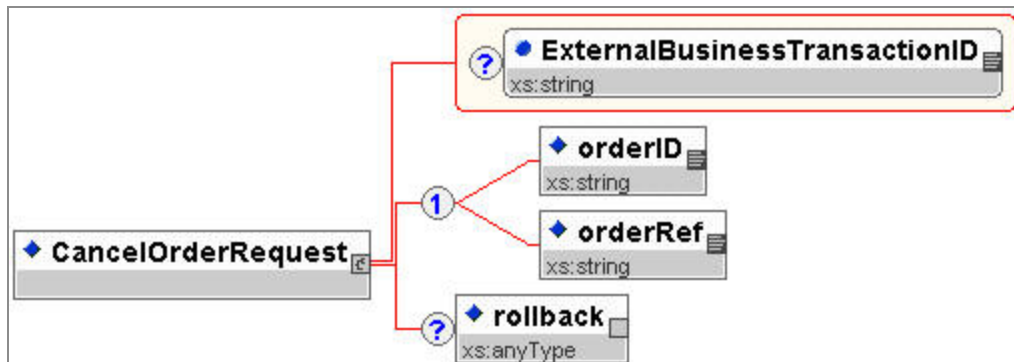 ?
ExternalBusinessTransactionID
xs:string
orderID
xs:string
1
orderRef
xs:string
CancelOrderRequest
?
rollback
xs:anyType